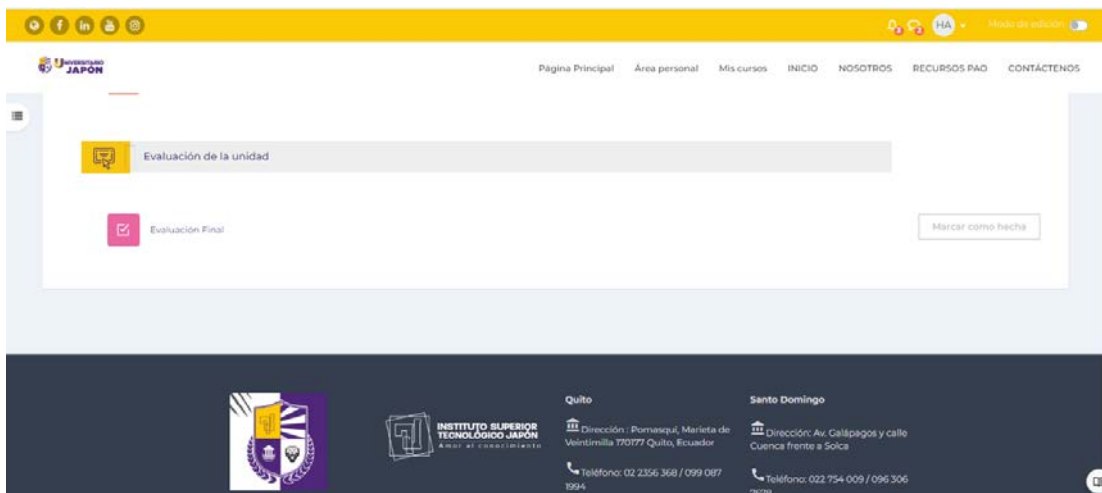 HA
Modo de edición
UNIVERSITARIO
JAPÓN
Página Principal
Área personal
Mis cursos
INICIO
NOSOTROS
RECURSOS PAO
CONTÁCTENOS
Evaluación de la unidad
Evaluación Final
Marcar como hecha
INSTITUTO SUPERIOR
TECNOLÓGICO JAPÓN
Amor al conocimiento
Quito
Dirección : Pomasqui, Marieta de
Veintimilla 170177 Quito, Ecuador
Teléfono: 02 2356 368 / 099 087
1994
Santo Domingo
Dirección: Av. Galápagos y calle
Cuenca frente a Solca
Teléfono: 022 754 009 / 096 306